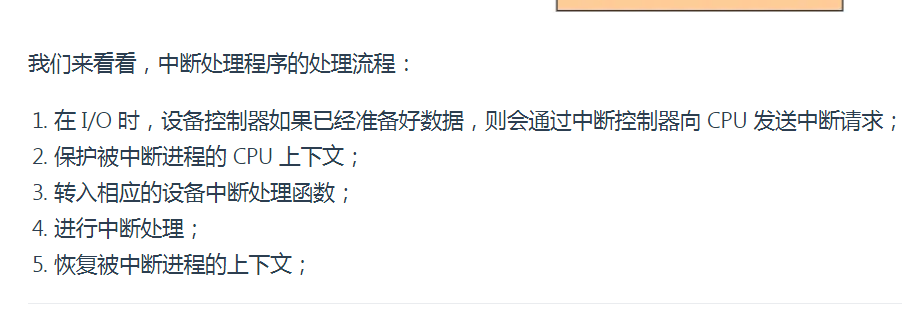 我们来看看，中断处理程序的处理流程：
1. 在 I/O 时，设备控制器如果已经准备好数据，则会通过中断控制器向 CPU 发送中断请求；
2. 保护被中断进程的 CPU 上下文；
3. 转入相应的设备中断处理函数；
4. 进行中断处理；
5. 恢复被中断进程的上下文；